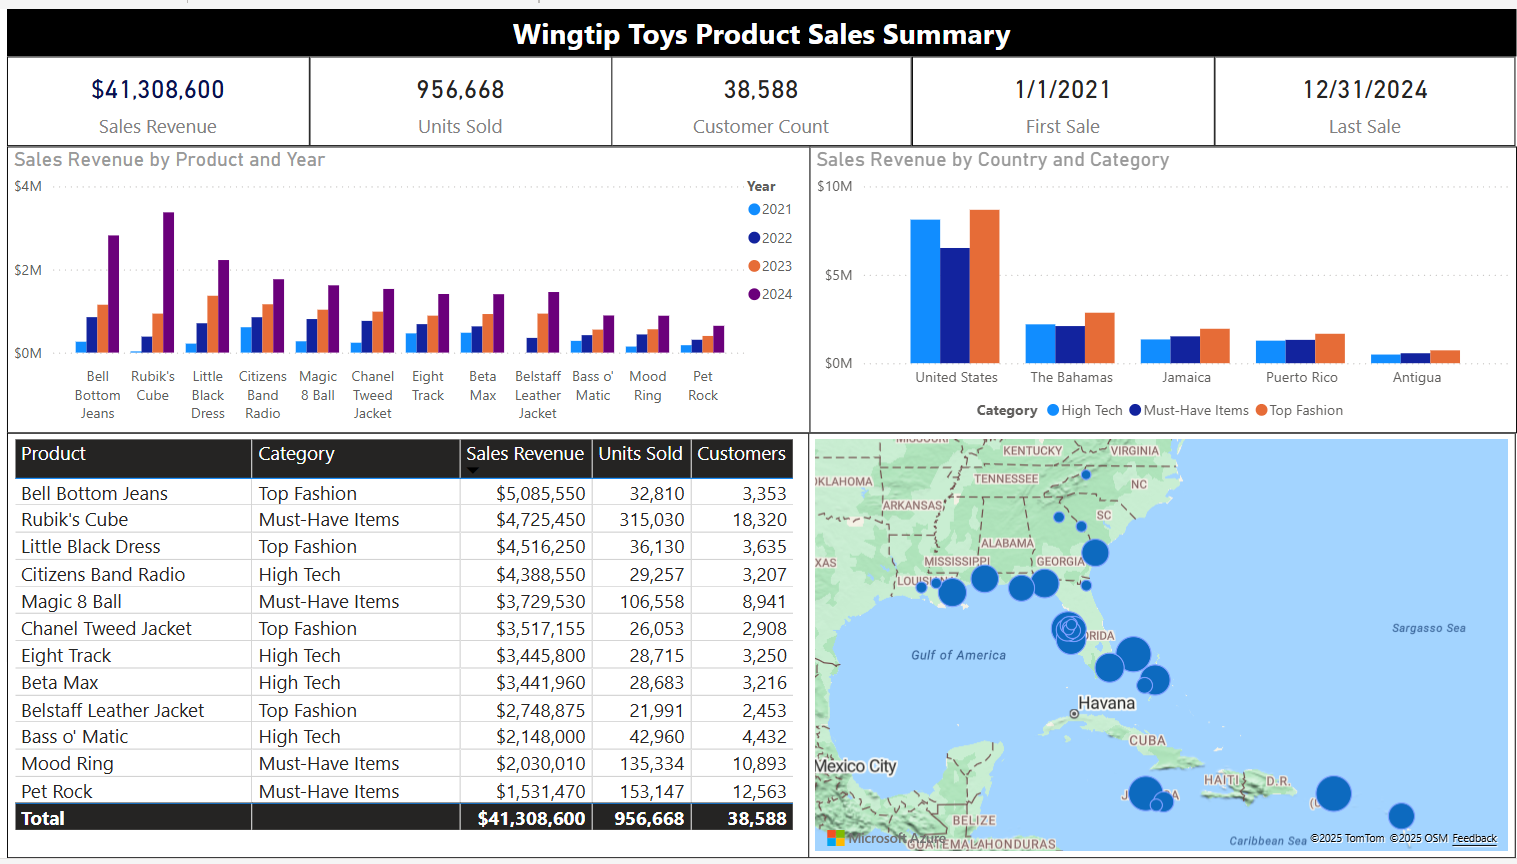 Wingtip Toys Product Sales Summary
$41,308,600
Sales Revenue
956,668
Units Sold
38,588
Customer Count
1/1/2021
First Sale
12/31/2024
Last Sale
Sales Revenue by Product and Year
$4M
$2M
$0M
Bell Bottom Jeans
Rubik's Cube
Little Black Dress
Citizens Band Radio
Magic 8 Ball
Chanel Tweed Jacket
Eight Track
Beta Max
Belstaff Leather Jacket
Bass o' Matic
Mood Ring
Pet Rock
Year
2021
2022
2023
2024
Sales Revenue by Country and Category
$10M
$5M
$0M
United States
The Bahamas
Jamaica
Puerto Rico
Antigua
Category High Tech Must-Have Items Top Fashion
Product Category Sales Revenue Units Sold Customers
Bell Bottom Jeans Top Fashion $5,085,550 32,810 3,353
Rubik's Cube Must-Have Items $4,725,450 315,030 18,320
Little Black Dress Top Fashion $4,516,250 36,130 3,635
Citizens Band Radio High Tech $4,388,550 29,257 3,207
Magic 8 Ball Must-Have Items $3,729,530 106,558 8,941
Chanel Tweed Jacket Top Fashion $3,517,155 26,053 2,908
Eight Track High Tech $3,445,800 28,715 3,250
Beta Max High Tech $3,441,960 28,683 3,216
Belstaff Leather Jacket Top Fashion $2,748,875 21,991 2,453
Bass o' Matic High Tech $2,148,000 42,960 4,432
Mood Ring Must-Have Items $2,030,010 135,334 10,893
Pet Rock Must-Have Items $1,531,470 153,147 12,563
Total $41,308,600 956,668 38,588
KENTUCKY
VIRGINIA
TENNESSEE
NC
ARKANSAS
SC
ALABAMA
MISSISSIPPI
GEORGIA
Sargasso Sea
Gulf of America
Havana
CUBA
Mexico City
HAITI
D.R.
BELIZE
GUATEMALA
HONDURAS
Caribbean Sea
Microsoft Azure
©2025 TomTom ©2025 OSM Feedback